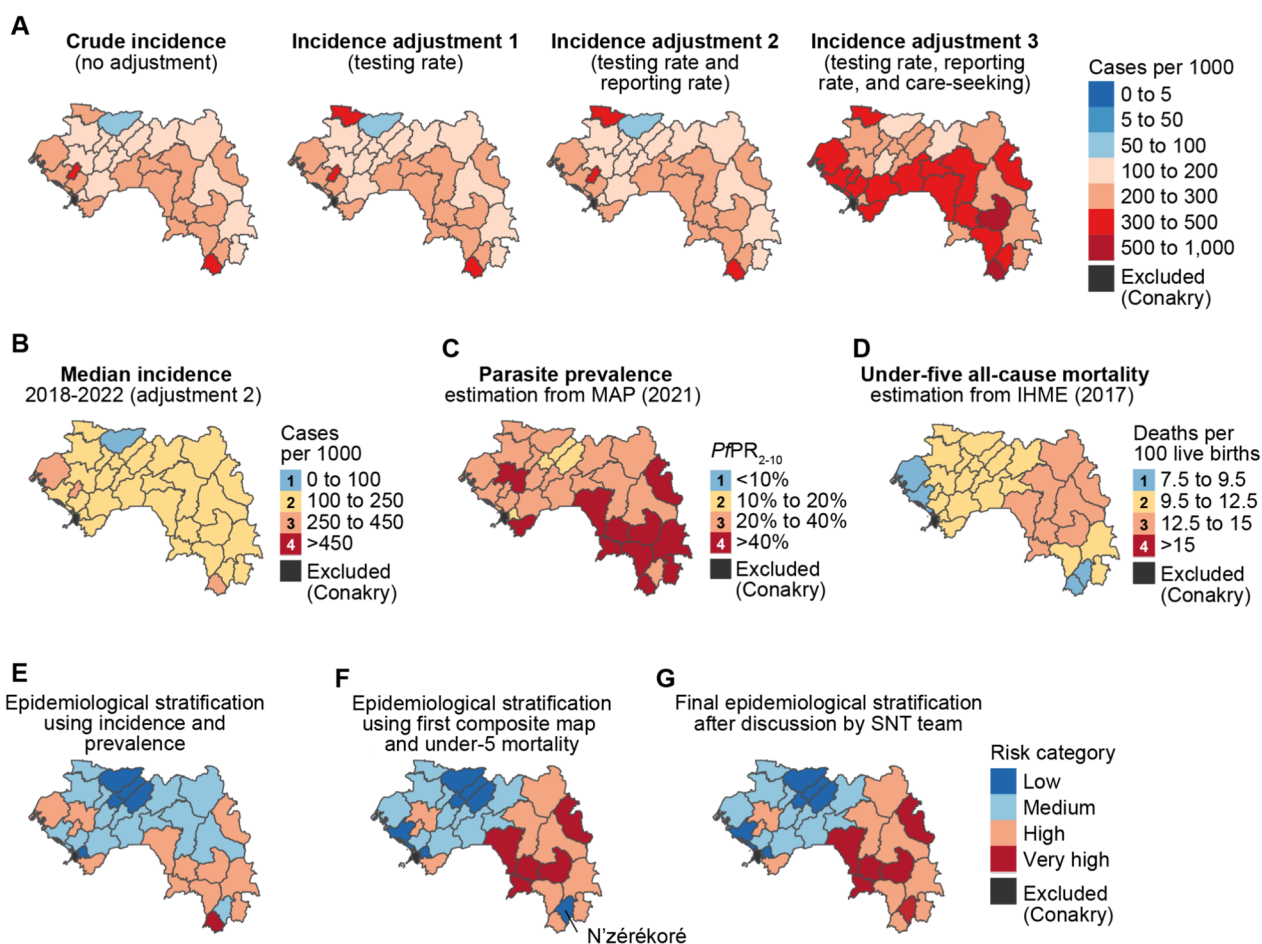 A
Crude incidence
(no adjustment)
Incidence adjustment 1
(testing rate)
Incidence adjustment 2
(testing rate and
reporting rate)
Incidence adjustment 3
(testing rate, reporting
rate, and care-seeking)
Cases per 1000
0 to 5
5 to 50
50 to 100
100 to 200
200 to 300
300 to 500
500 to 1,000
Excluded
(Conakry)
B
Median incidence
2018-2022 (adjustment 2)
Cases
per 1000
1 0 to 100
2 100 to 250
3 250 to 450
4 >450
Excluded
(Conakry)
C
Parasite prevalence
estimation from MAP (2021)
PfPR2-10
1 <10%
2 10% to 20%
3 20% to 40%
4 >40%
Excluded
(Conakry)
D
Under-five all-cause mortality
estimation from IHME (2017)
Deaths per
100 live births
1 7.5 to 9.5
2 9.5 to 12.5
3 12.5 to 15
4 >15
Excluded
(Conakry)
E
Epidemiological stratification
using incidence and
prevalence
F
Epidemiological stratification
using first composite map
and under-5 mortality
N'zérékoré
G
Final epidemiological stratification
after discussion by SNT team
Risk category
Low
Medium
High
Very high
Excluded
(Conakry)